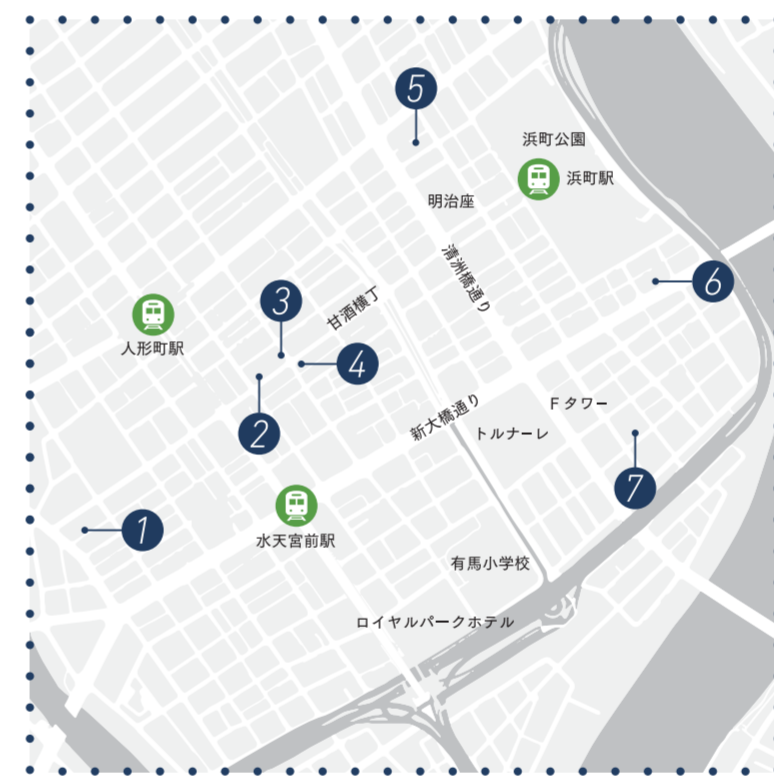 5
浜町公園
浜町駅
明治座
清洲橋通り
6
3
甘酒横丁
人形町駅
4
2
新大橋通り
Fタワー
トルナーレ
7
1
水天宮前駅
有馬小学校
ロイヤルパークホテル